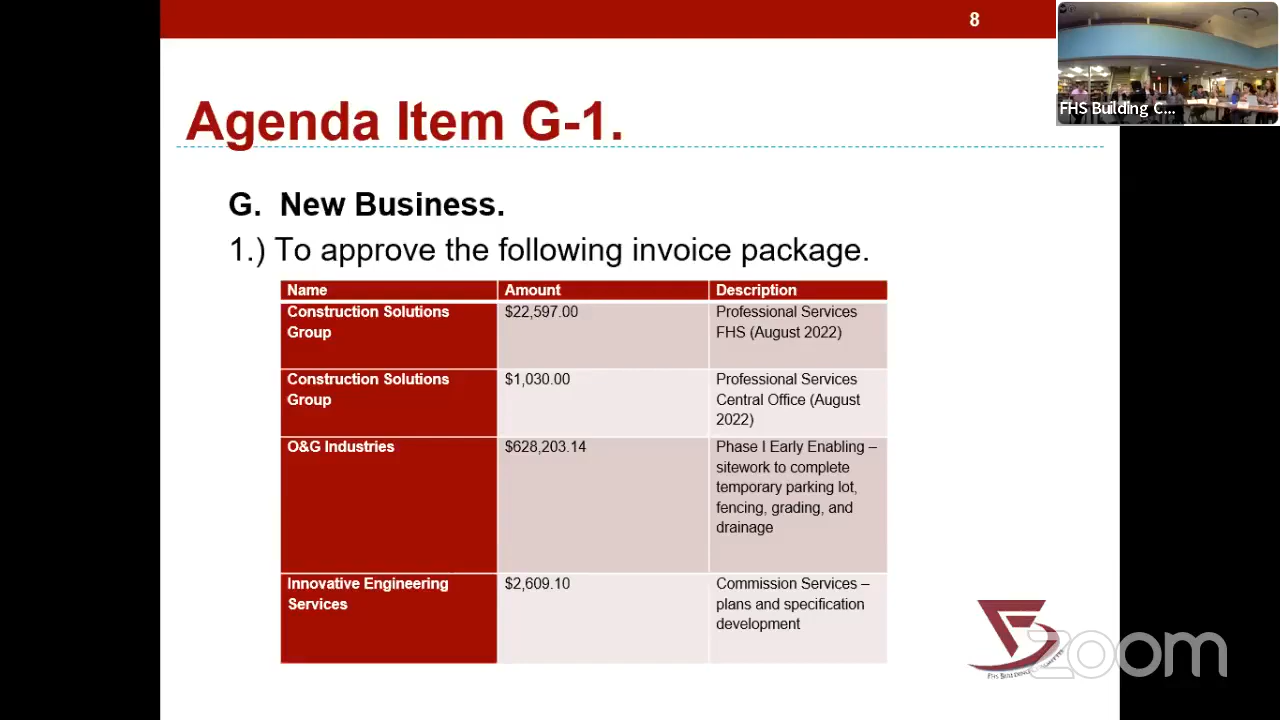 8
FHS Building C...
Agenda Item G-1.
G. New Business.
1.) To approve the following invoice package.
Name Amount Description
Construction Solutions Group $22,597.00 Professional Services FHS (August 2022)
Construction Solutions Group $1,030.00 Professional Services Central Office (August 2022)
O&G Industries $628,203.14 Phase I Early Enabling – sitework to complete temporary parking lot, fencing, grading, and drainage
Innovative Engineering Services $2,609.10 Commission Services – plans and specification development
zoom